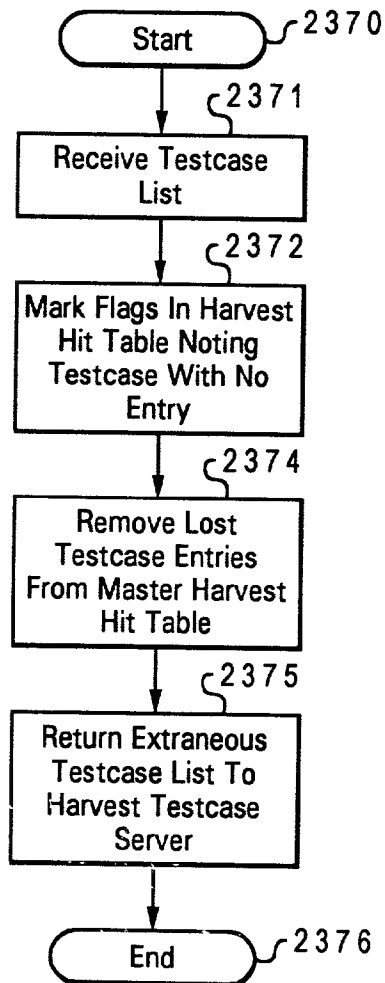 Start
2370
2371
Receive Testcase
List
2372
Mark Flags In Harvest
Hit Table Noting
Testcase With No
Entry
2374
Remove Lost
Testcase Entries
From Master Harvest
Hit Table
2375
Return Extraneous
Testcase List To
Harvest Testcase
Server
End
2376